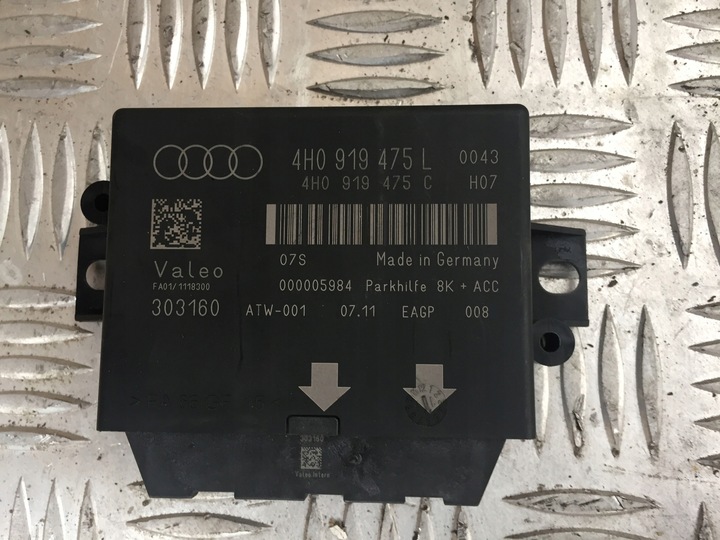 4H0 919 475 L 0043
4H0 919 475 C H07
07S Made in Germany
Valeo
FA01/1118300
000005984 Parkhilfe 8K + ACC
303160 ATW-001 07.11 EAGP 008
303160